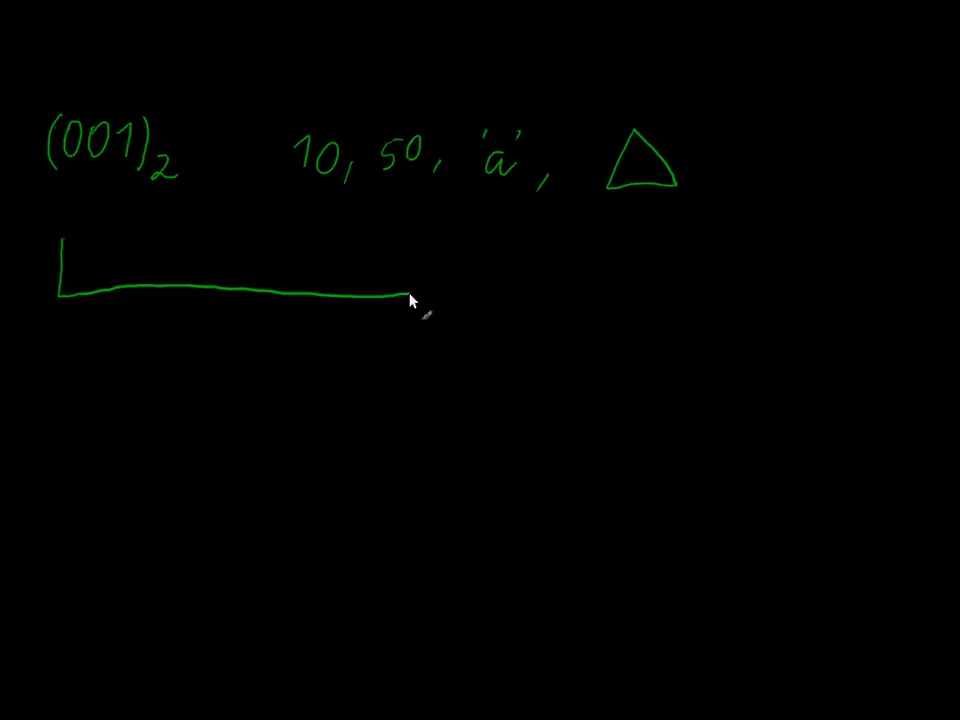 (001)₂ 10, 50, 'a', △